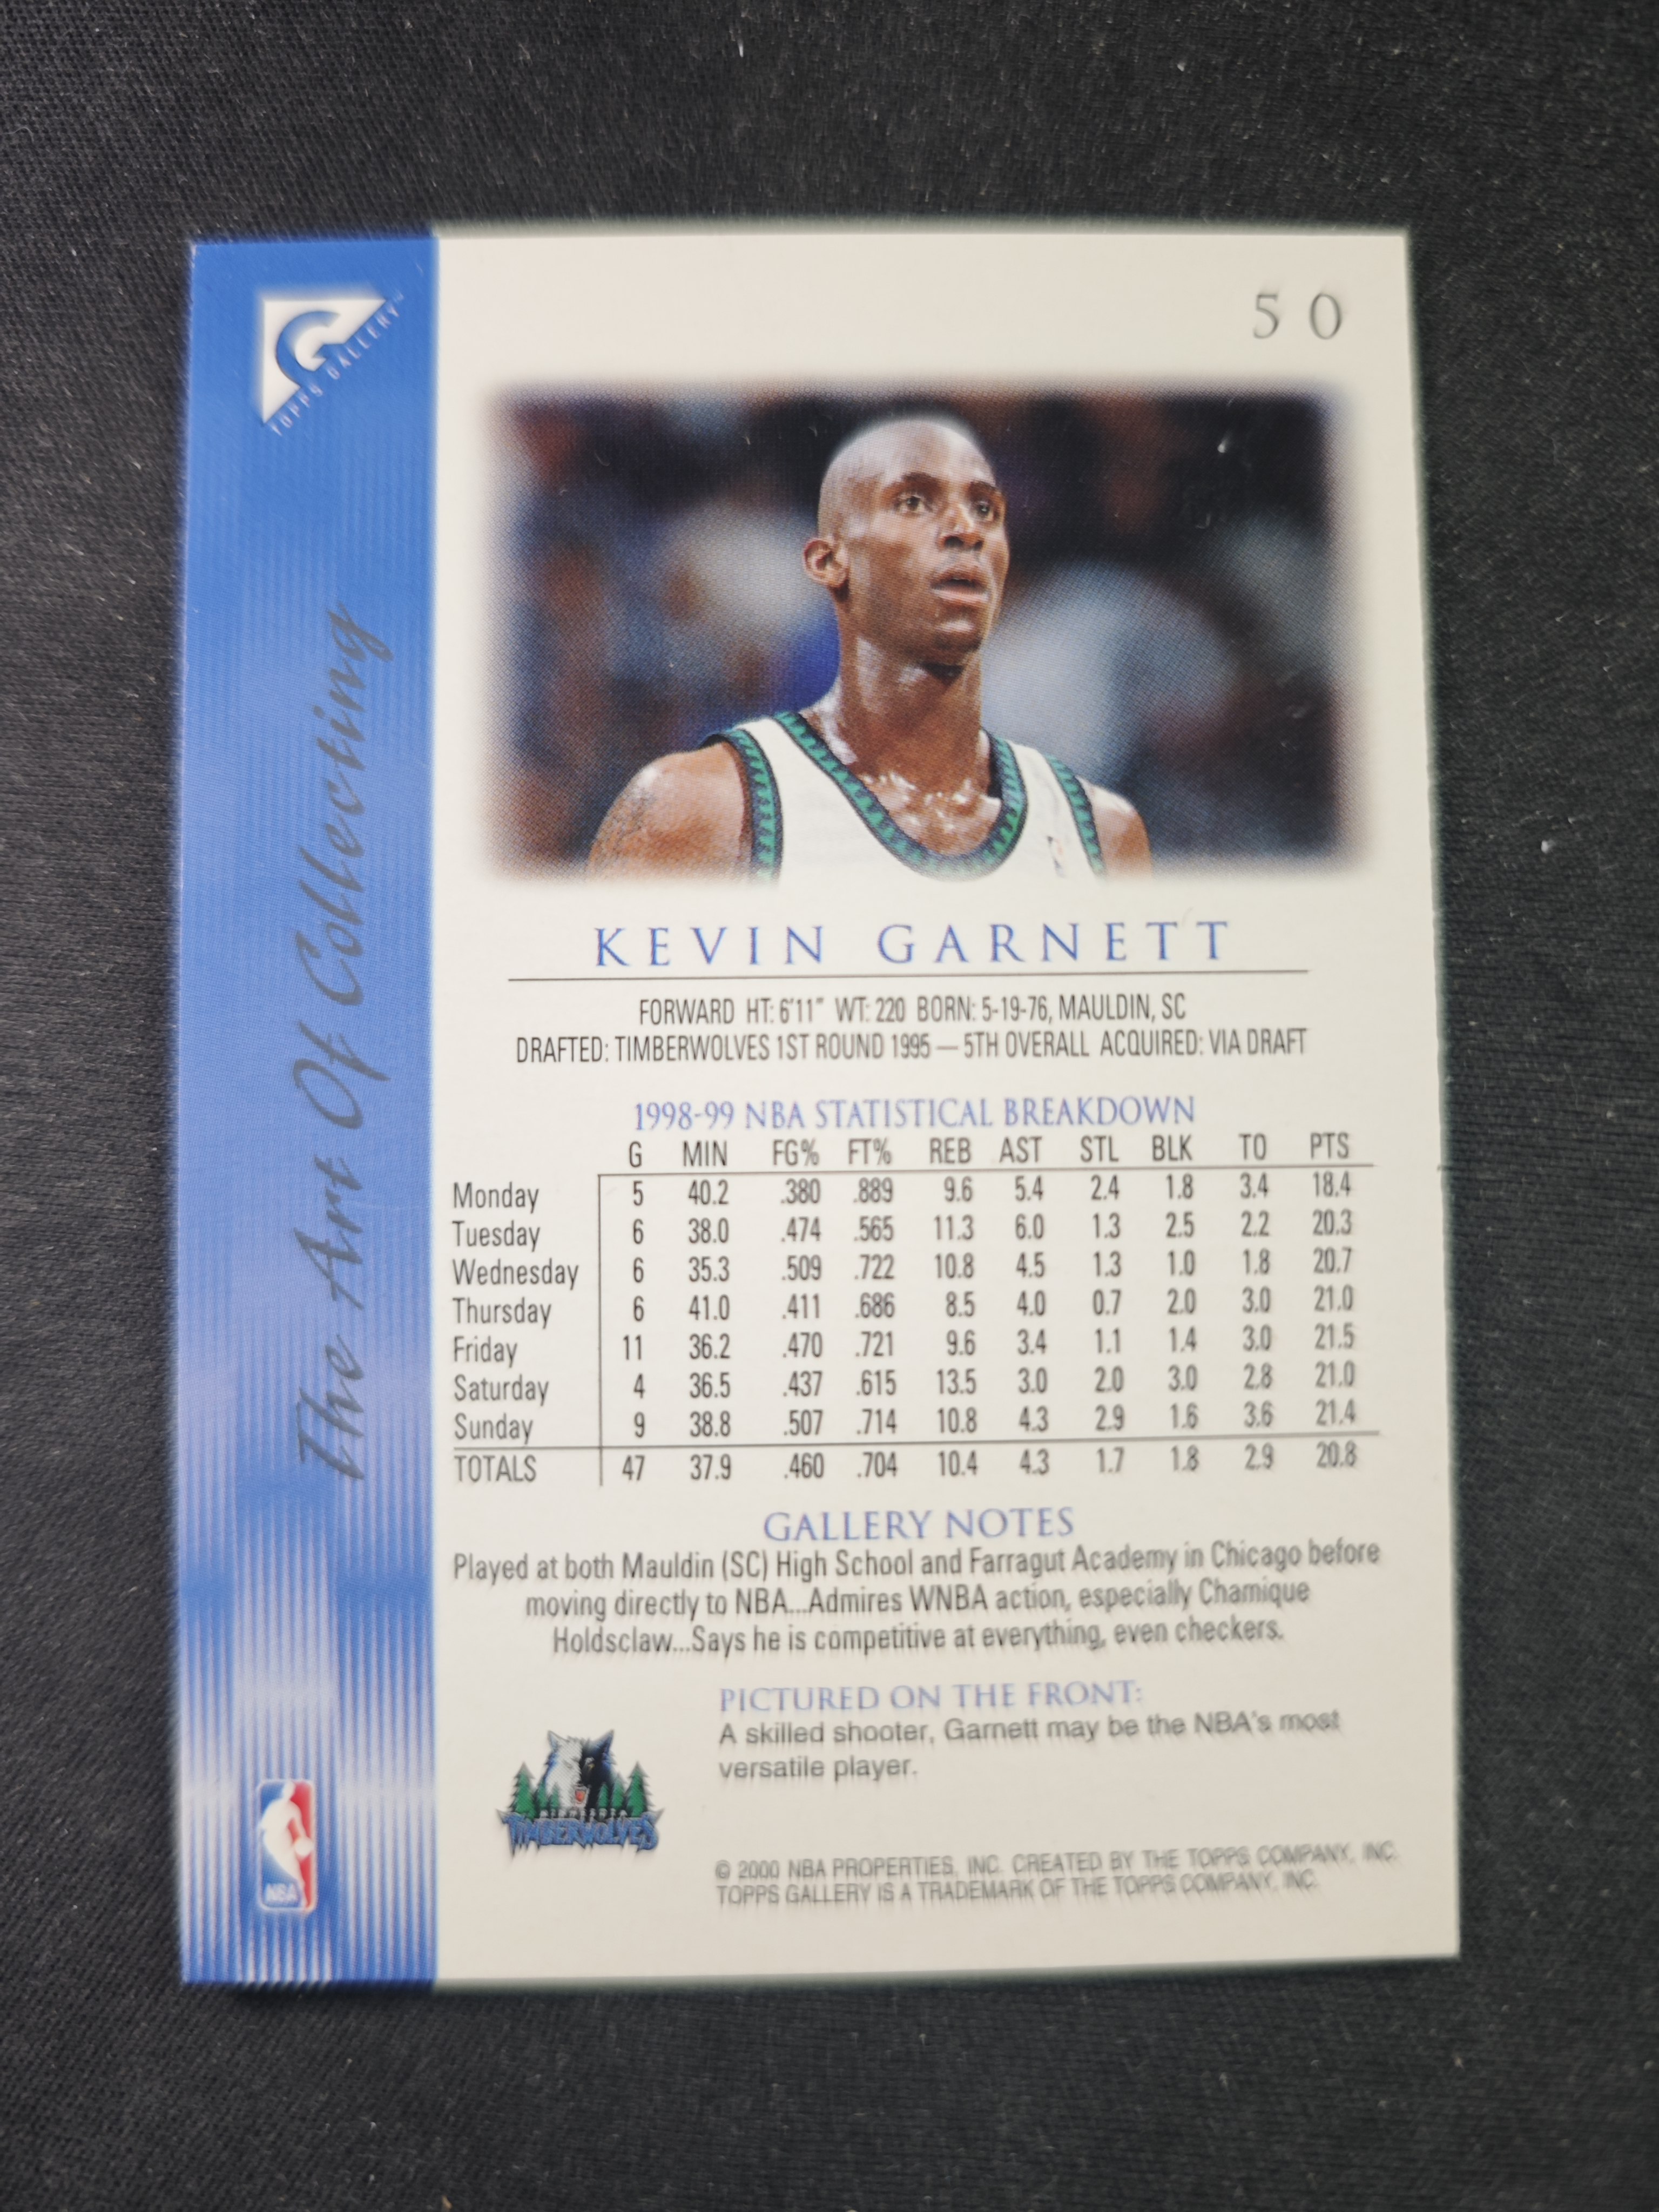 TOPPS GALLERY™
The Art Of Collecting
NBA
50
KEVIN GARNETT
FORWARD HT: 6'11" WT: 220 BORN: 5-19-76, MAULDIN, SC
DRAFTED: TIMBERWOLVES 1ST ROUND 1995 — 5TH OVERALL ACQUIRED: VIA DRAFT
1998-99 NBA STATISTICAL BREAKDOWN
G MIN FG% FT% REB AST STL BLK TO PTS
Monday 5 40.2 .380 .889 9.6 5.4 2.4 1.8 3.4 18.4
Tuesday 6 38.0 .474 .565 11.3 6.0 1.3 2.5 2.2 20.3
Wednesday 6 35.3 .509 .722 10.8 4.5 1.3 1.0 1.8 20.7
Thursday 6 41.0 .411 .686 8.5 4.0 0.7 2.0 3.0 21.0
Friday 11 36.2 .470 .721 9.6 3.4 1.1 1.4 3.0 21.5
Saturday 4 36.5 .437 .615 13.5 3.0 2.0 3.0 2.8 21.0
Sunday 9 38.8 .507 .714 10.8 4.3 2.9 1.6 3.6 21.4
TOTALS 47 37.9 .460 .704 10.4 4.3 1.7 1.8 2.9 20.8
GALLERY NOTES
Played at both Mauldin (SC) High School and Farragut Academy in Chicago before
moving directly to NBA...Admires WNBA action, especially Chamique
Holdsclaw...Says he is competitive at everything, even checkers.
PICTURED ON THE FRONT:
A skilled shooter, Garnett may be the NBA's most
versatile player.
MINNESOTA
TIMBERWOLVES
© 2000 NBA PROPERTIES, INC. CREATED BY THE TOPPS COMPANY, INC.
TOPPS GALLERY IS A TRADEMARK OF THE TOPPS COMPANY, INC.